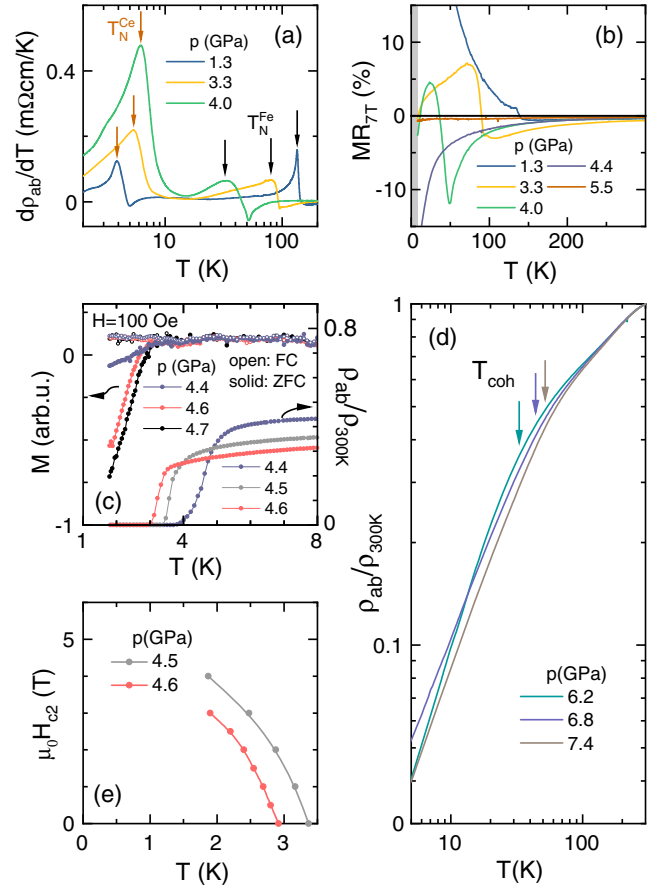 (a)
T_N^Ce
p (GPa)
1.3
3.3
4.0
T_N^Fe
dρ_ab/dT (mΩcm/K)
0.4
0
10
100
T (K)
(b)
MR_7T (%)
10
0
-10
p (GPa)
1.3
3.3
4.0
4.4
5.5
100
200
T (K)
H=100 Oe
p (GPa)
4.4
4.6
4.7
open: FC
solid: ZFC
4.4
4.5
4.6
(c)
M (arb.u.)
0
-1
0.8
0
ρ_ab/ρ_300K
2
4
6
8
T (K)
(d)
T_coh
ρ_ab/ρ_300K
1
0.1
0
p(GPa)
6.2
6.8
7.4
10
100
T(K)
p(GPa)
4.5
4.6
μ_0H_c2 (T)
5
0
(e)
0
1
2
3
T (K)